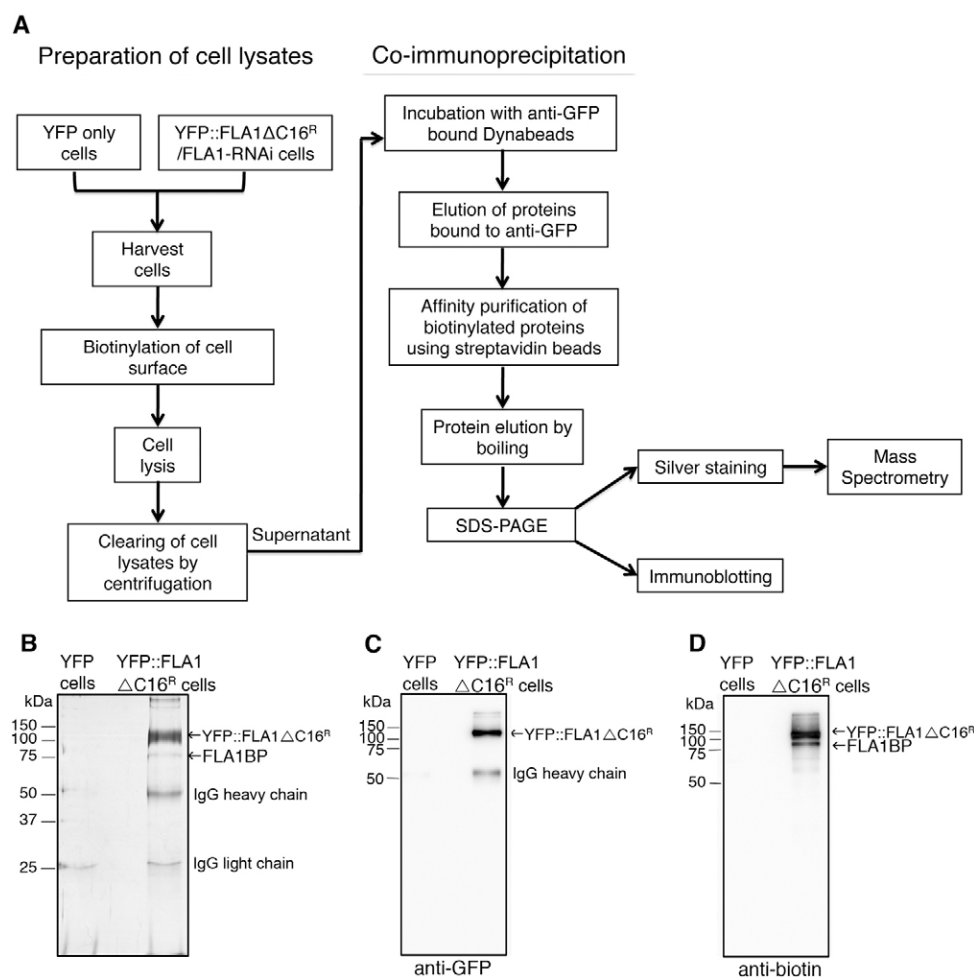 A
Preparation of cell lysates
YFP only
cells
YFP::FLA1ΔC16ᴿ
/FLA1-RNAi cells
Harvest
cells
Biotinylation of cell
surface
Cell
lysis
Clearing of cell
lysates by
centrifugation
Supernatant
Co-immunoprecipitation
Incubation with anti-GFP
bound Dynabeads
Elution of proteins
bound to anti-GFP
Affinity purification of
biotinylated proteins
using streptavidin beads
Protein elution by
boiling
SDS-PAGE
Silver staining
Mass
Spectrometry
Immunoblotting
B
YFP
cells
YFP::FLA1
△C16ᴿ cells
kDa
150
100
75
50
37
25
YFP::FLA1△C16ᴿ
FLA1BP
IgG heavy chain
IgG light chain
C
YFP
cells
YFP::FLA1
△C16ᴿ cells
kDa
150
100
75
50
YFP::FLA1△C16ᴿ
IgG heavy chain
anti-GFP
D
YFP
cells
YFP::FLA1
△C16ᴿ cells
kDa
150
100
75
50
YFP::FLA1△C16ᴿ
FLA1BP
anti-biotin